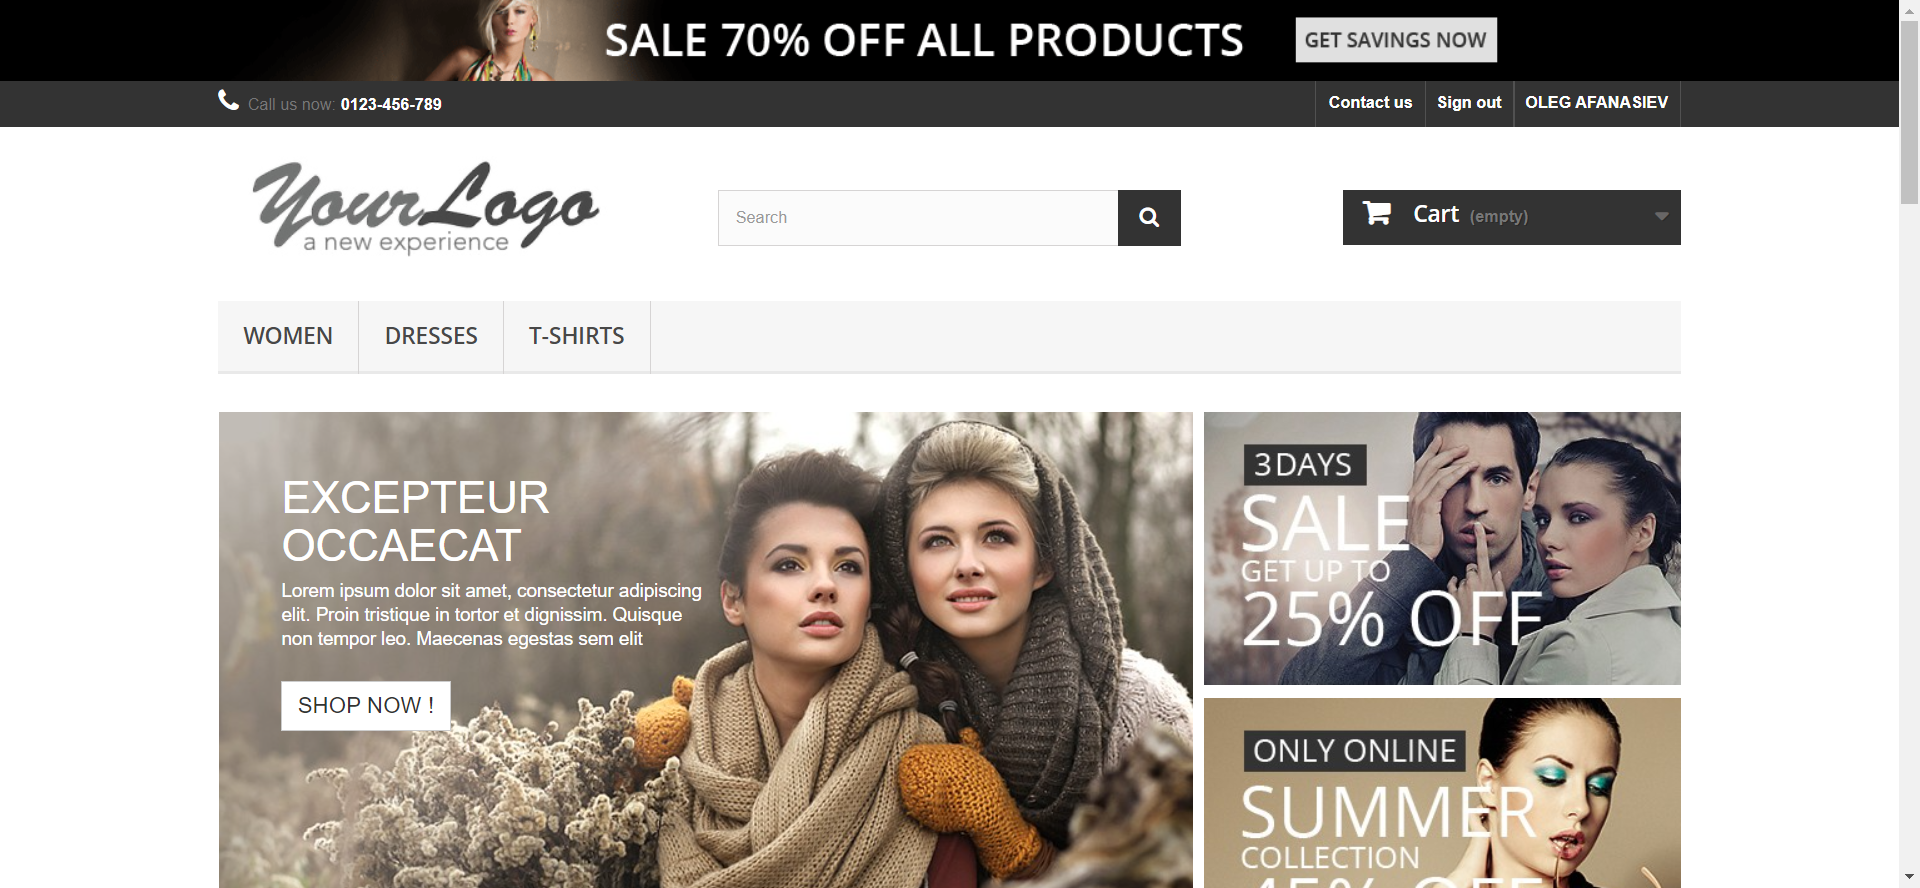 SALE 70% OFF ALL PRODUCTS
GET SAVINGS NOW
Call us now: 0123-456-789
Contact us
Sign out
OLEG AFANASIEV
YourLogo
a new experience
Search
Cart (empty)
WOMEN
DRESSES
T-SHIRTS
EXCEPTEUR
OCCAECAT
Lorem ipsum dolor sit amet, consectetur adipiscing
elit. Proin tristique in tortor et dignissim. Quisque
non tempor leo. Maecenas egestas sem elit
SHOP NOW !
3 DAYS
SALE
GET UP TO
25% OFF
ONLY ONLINE
SUMMER
COLLECTION
45% OFF